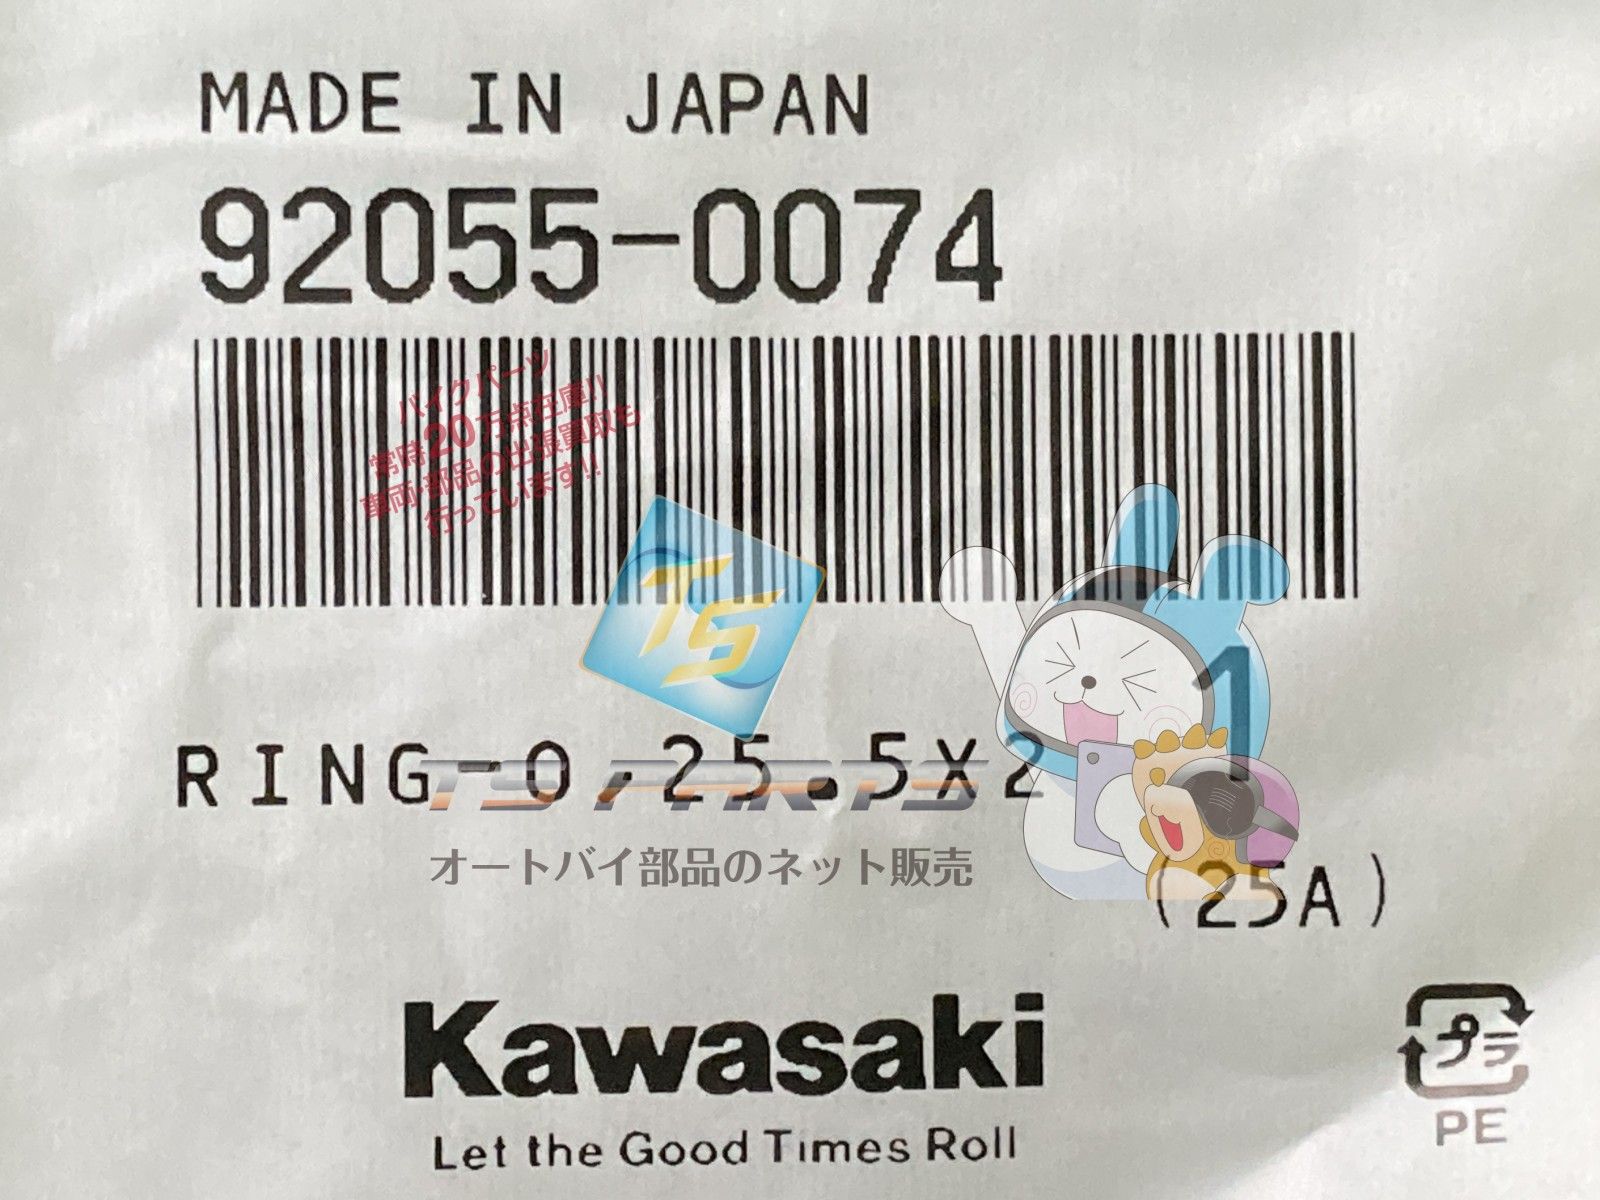 MADE IN JAPAN
92055-0074
バイクパーツ
常時20万点在庫!!
車両・部品の出張買取も
行っています!!
TS
1
RING-O,25.5X2
TS PARTS
オートバイ部品のネット販売
(25A)
Kawasaki
Let the Good Times Roll
プラ
PE